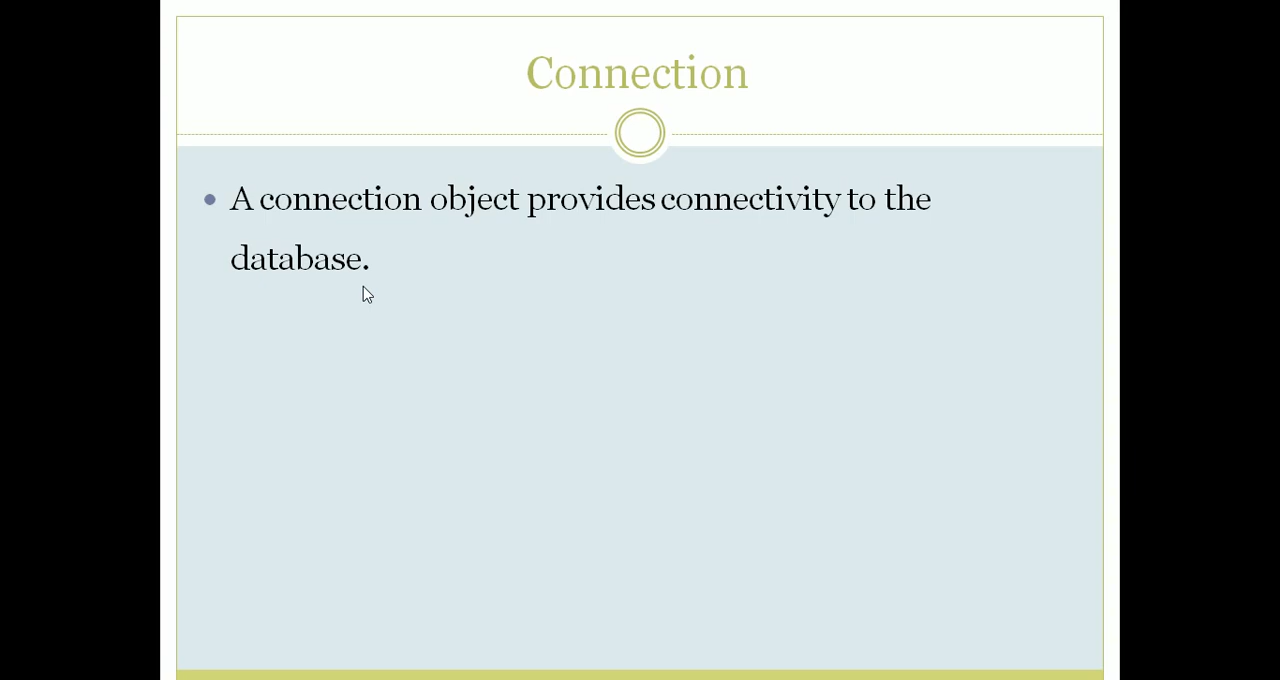 Connection
• A connection object provides connectivity to the
database.